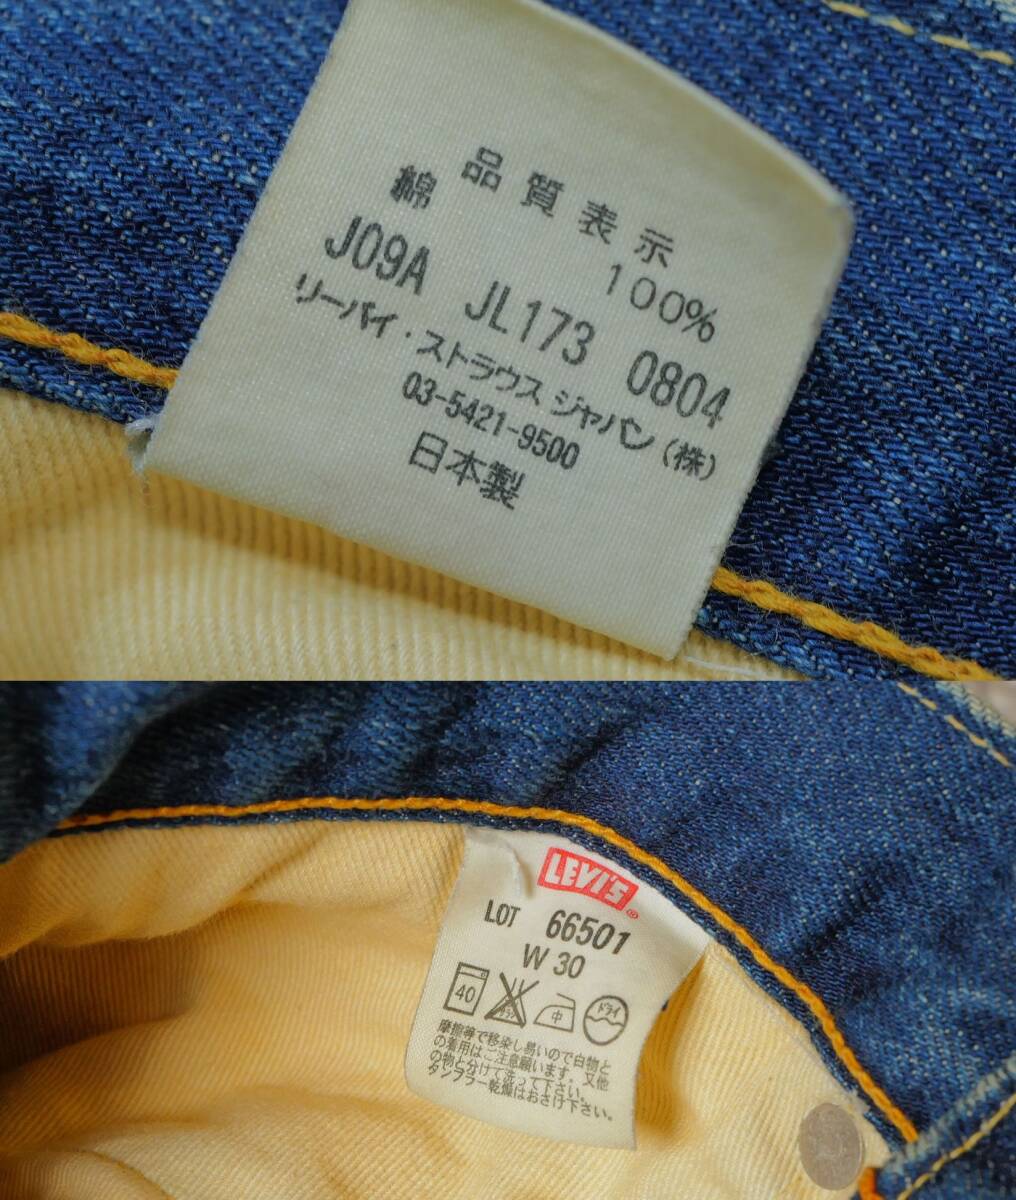 品質表示
綿 100%
J09A JL173 0804
リーバイ・ストラウス ジャパン(株)
03-5421-9500
日本製
LEVI'S®
LOT 66501
W 30
40 中 ドライ
摩擦等で移染し易いので白物と
の着用はご注意願います。又他
の物と分けて洗って下さい。
タンブラー乾燥はおさけ下さい。